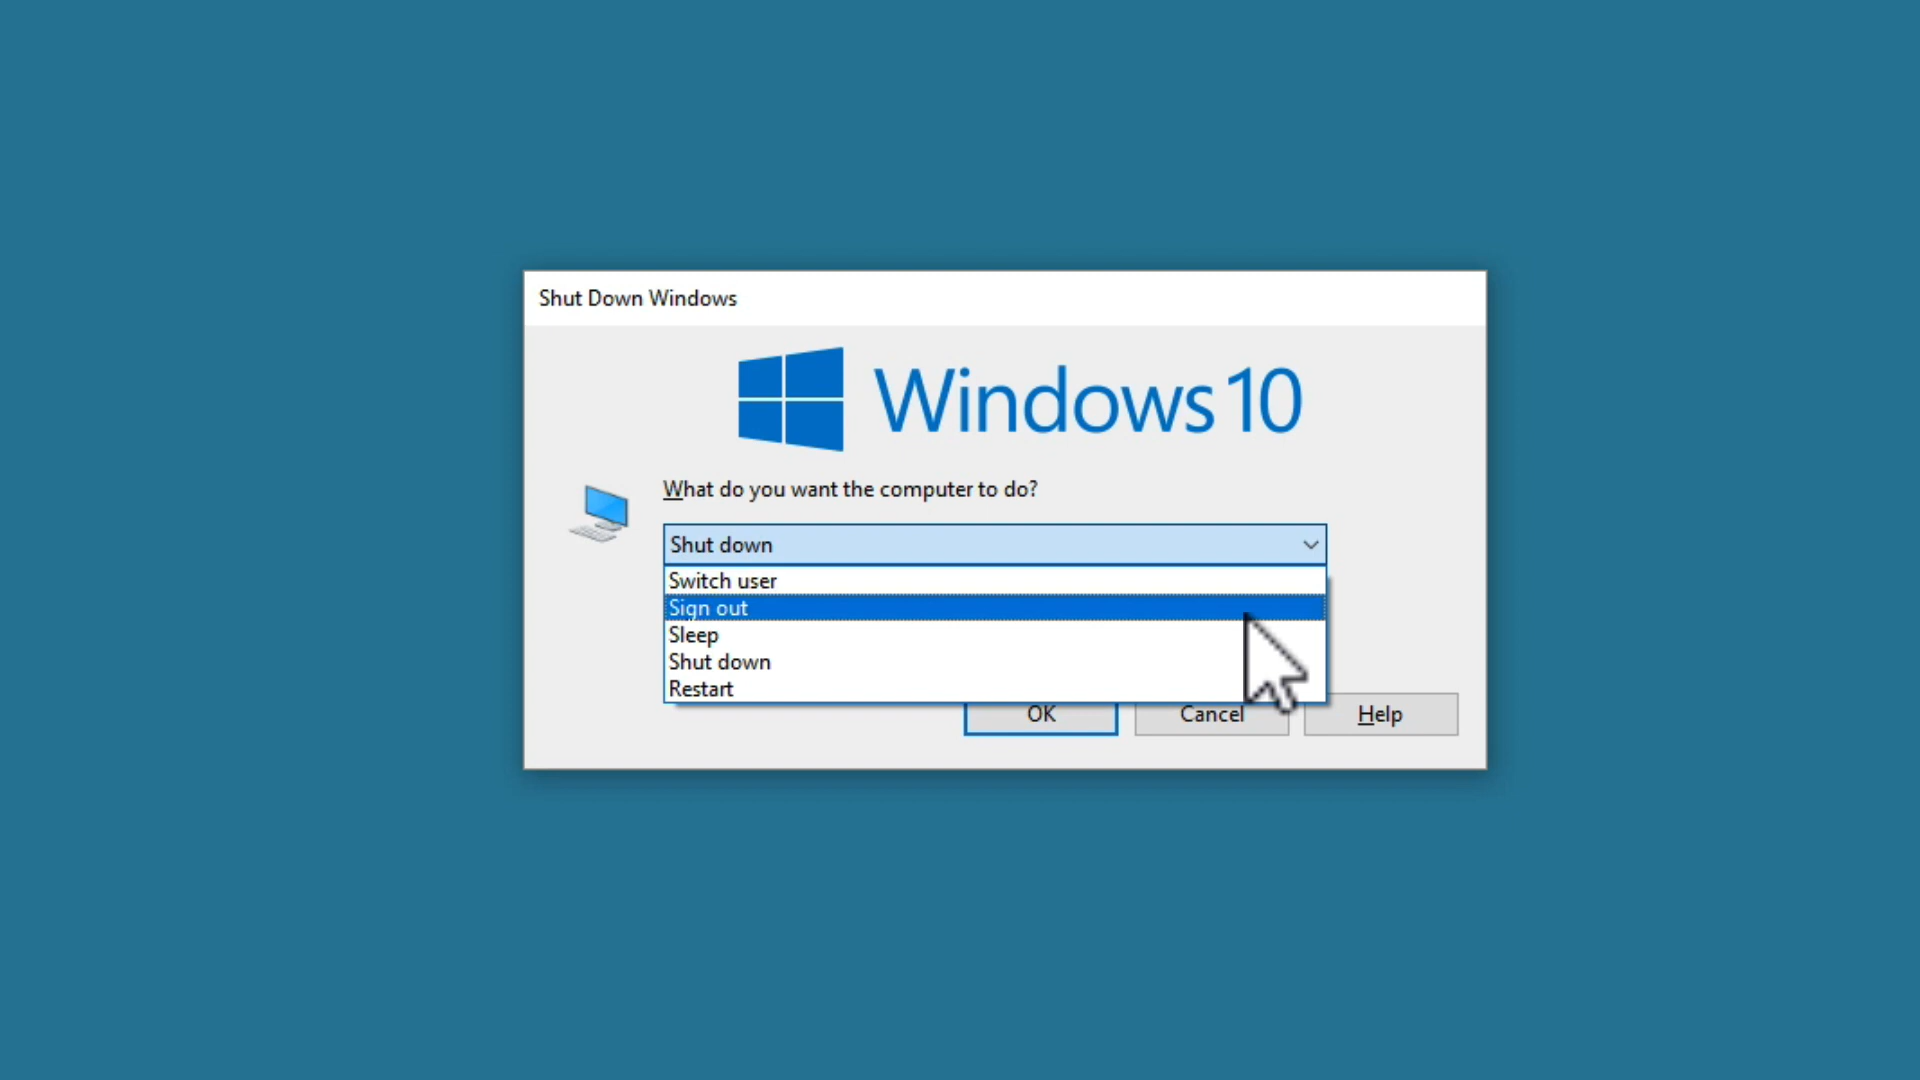 Shut Down Windows
Windows 10
What do you want the computer to do?
Shut down
Switch user
Sign out
Sleep
Shut down
Restart
OK Cancel Help